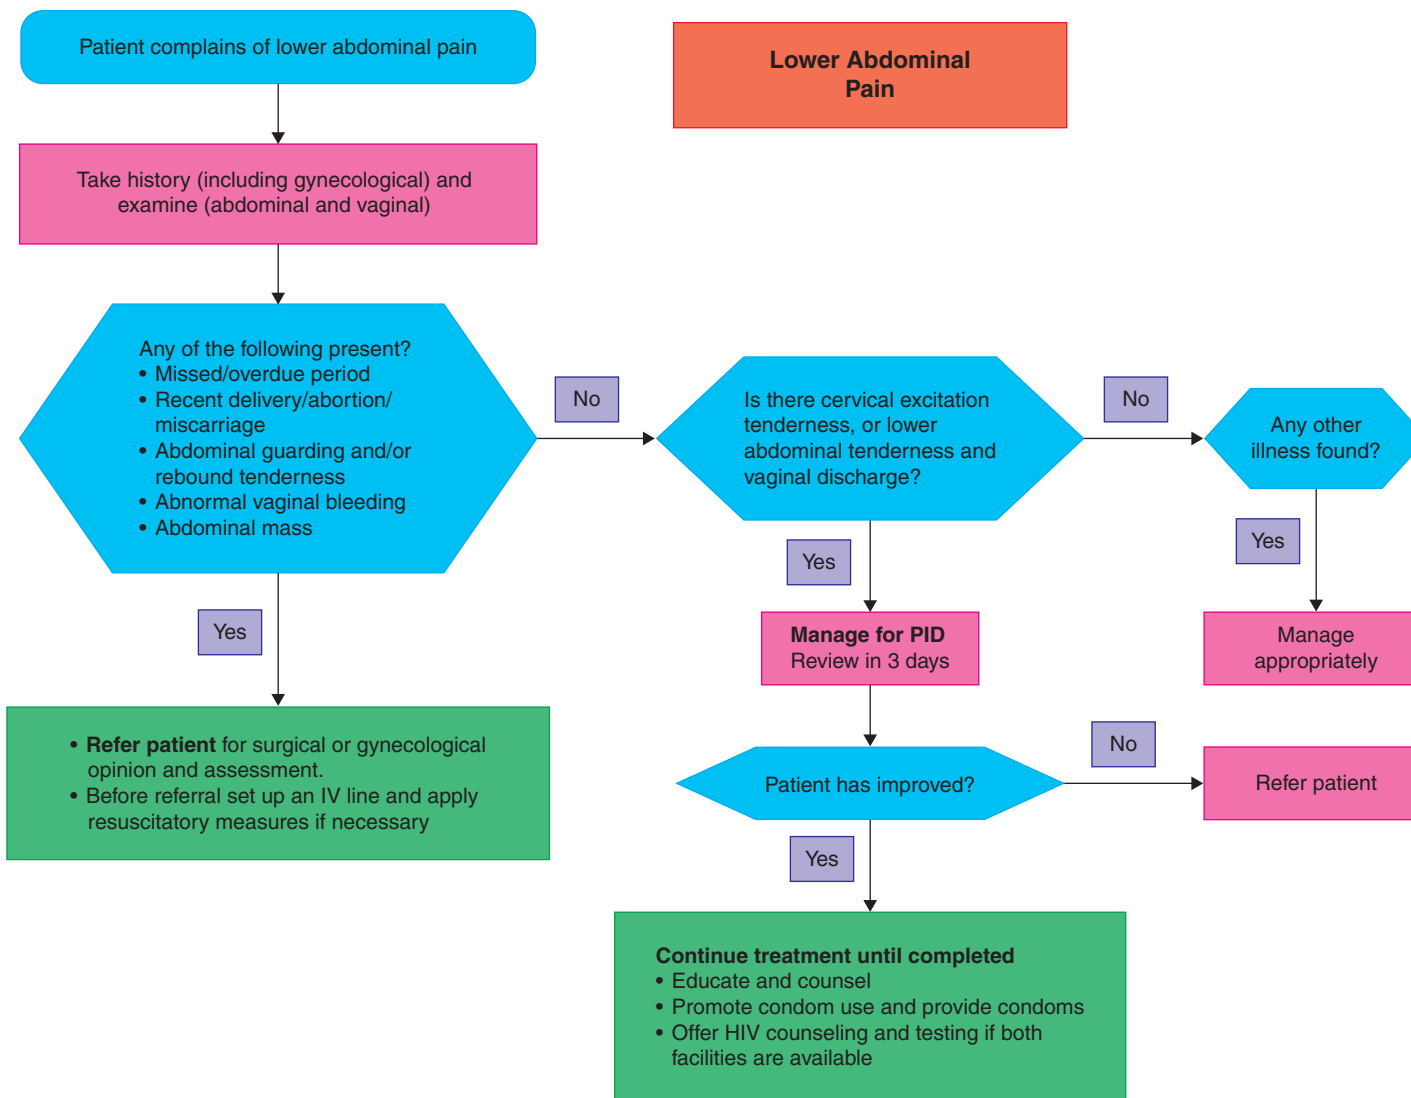 Patient complains of lower abdominal pain
Lower Abdominal
Pain
Take history (including gynecological) and
examine (abdominal and vaginal)
Any of the following present?
• Missed/overdue period
• Recent delivery/abortion/
miscarriage
• Abdominal guarding and/or
rebound tenderness
• Abnormal vaginal bleeding
• Abdominal mass
No
Is there cervical excitation
tenderness, or lower
abdominal tenderness and
vaginal discharge?
No
Any other
illness found?
Yes
Yes
Yes
Manage for PID
Review in 3 days
Manage
appropriately
• Refer patient for surgical or gynecological
opinion and assessment.
• Before referral set up an IV line and apply
resuscitatory measures if necessary
Patient has improved?
No
Refer patient
Yes
Continue treatment until completed
• Educate and counsel
• Promote condom use and provide condoms
• Offer HIV counseling and testing if both
facilities are available